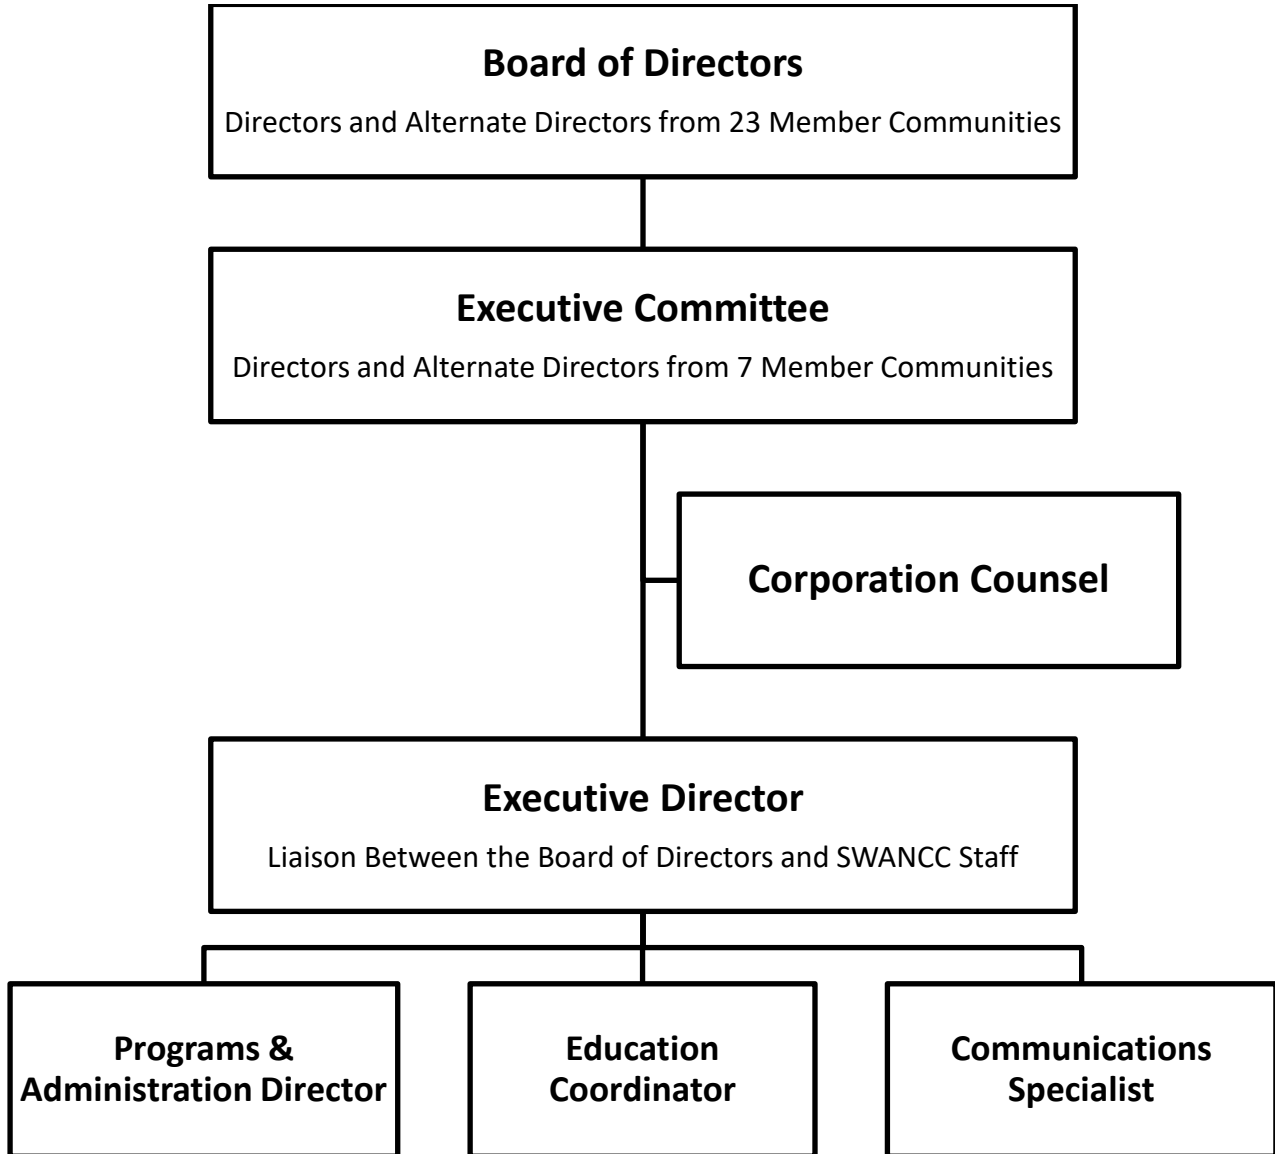 Board of Directors
Directors and Alternate Directors from 23 Member Communities
Executive Committee
Directors and Alternate Directors from 7 Member Communities
Corporation Counsel
Executive Director
Liaison Between the Board of Directors and SWANCC Staff
Programs &
Administration Director
Education
Coordinator
Communications
Specialist